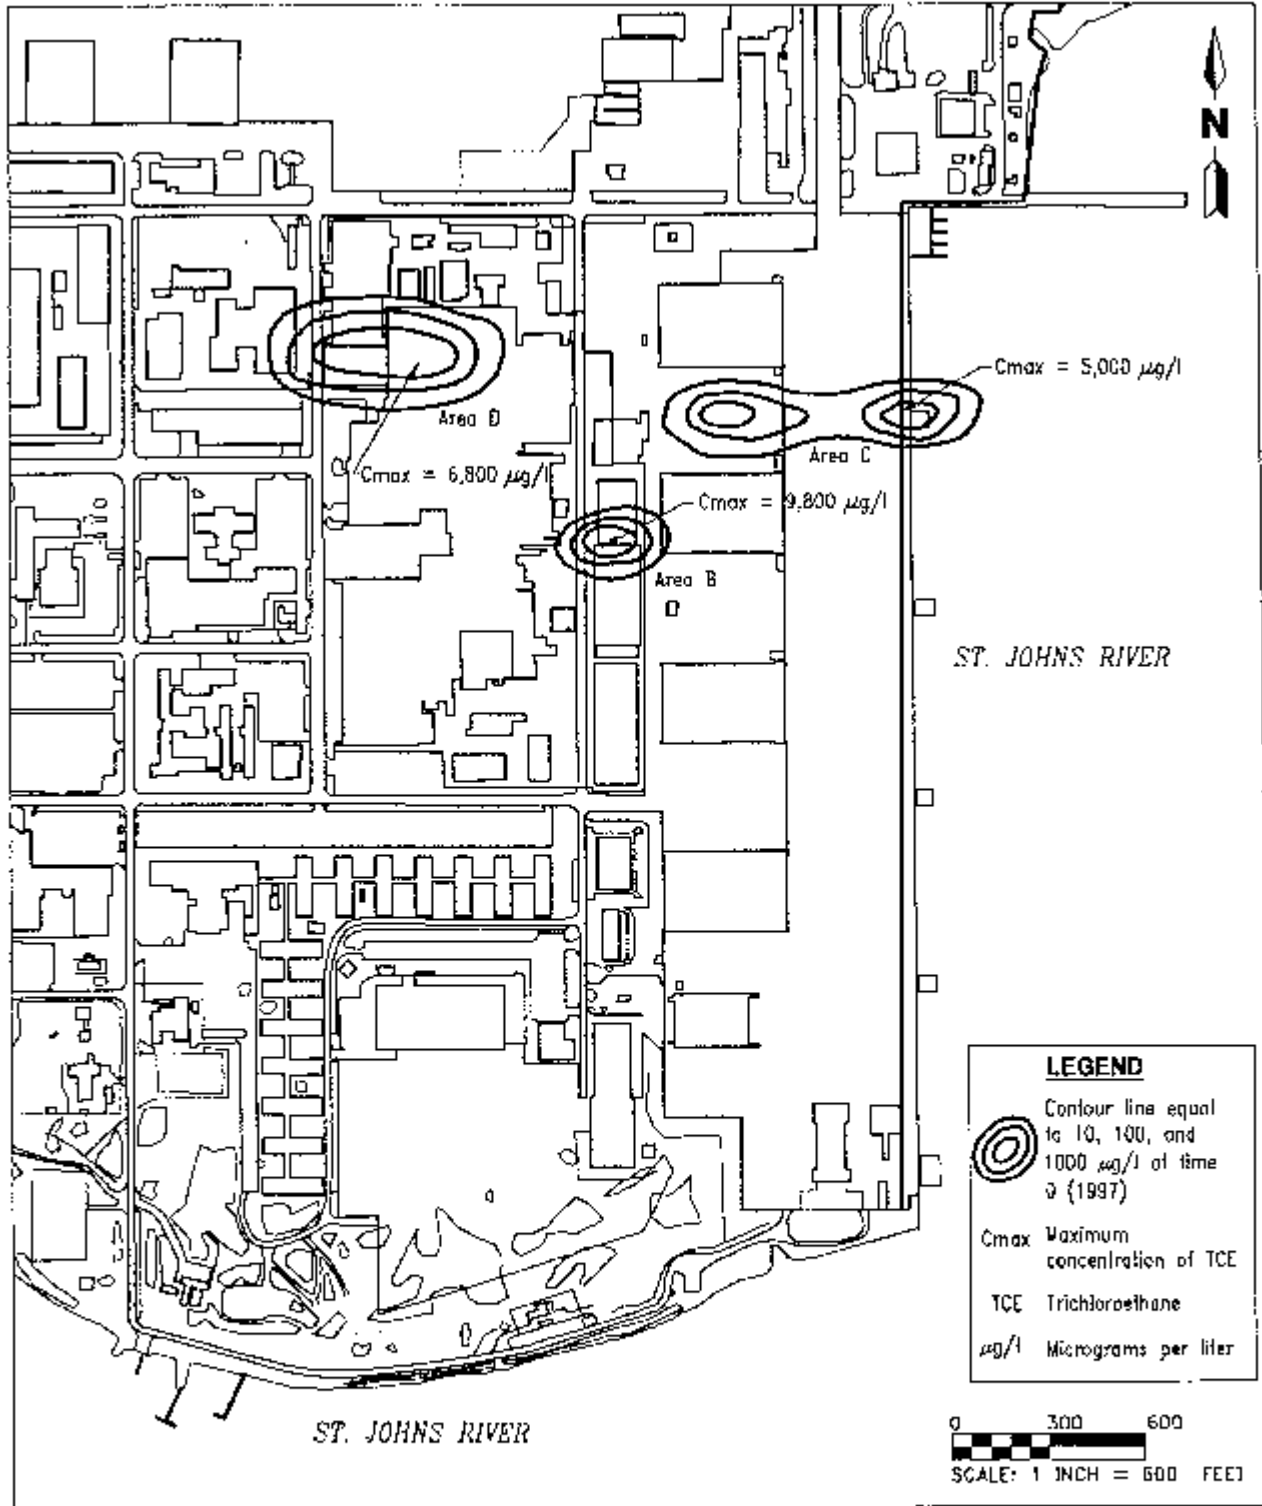 N
Cmax = 5,000 µg/l
Area D
Area C
Cmax = 6,800 µg/l
Cmax = 9,800 µg/l
Area B
ST. JOHNS RIVER
LEGEND
Contour line equal
to 10, 100, and
1000 µg/l at time
0 (1997)
Cmax Maximum
concentration of TCE
TCE Trichloroethane
µg/l Micrograms per liter
0 300 600
SCALE: 1 INCH = 600 FEET
ST. JOHNS RIVER